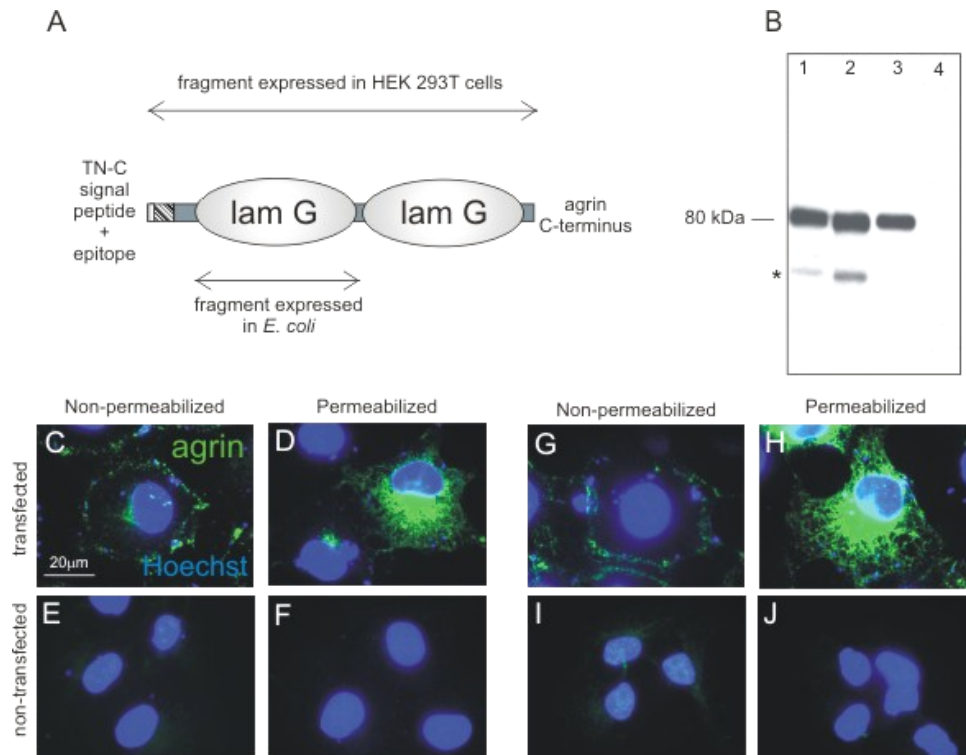 A
fragment expressed in HEK 293T cells
TN-C
signal
peptide
+
epitope
lam G
lam G
agrin
C-terminus
fragment expressed
in E. coli
B
1 2 3 4
80 kDa
*
Non-permeabilized
Permeabilized
Non-permeabilized
Permeabilized
transfected
C
agrin
20μm
Hoechst
D
G
H
non-transfected
E
F
I
J